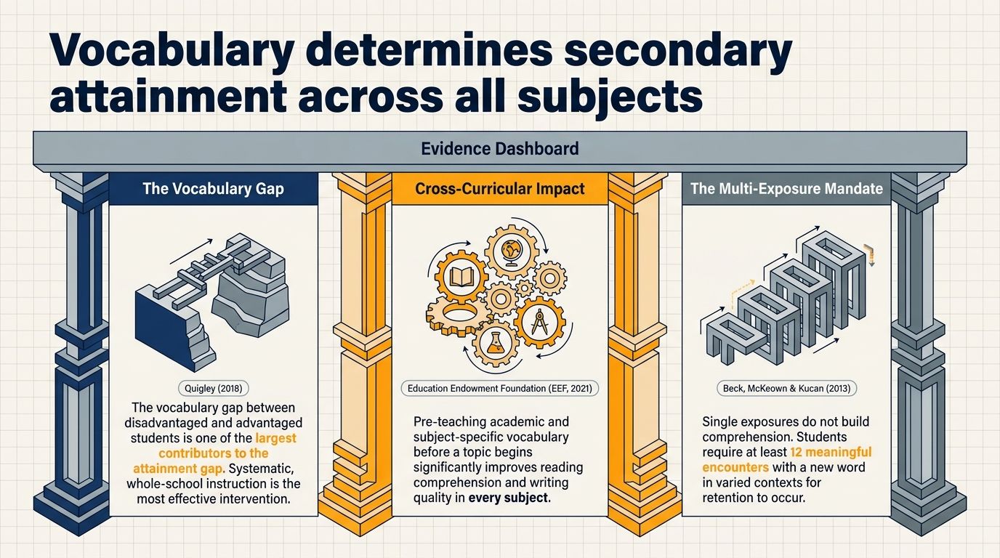 Vocabulary determines secondary
attainment across all subjects
Evidence Dashboard
The Vocabulary Gap
Quigley (2018)
The vocabulary gap between
disadvantaged and advantaged
students is one of the largest
contributors to the
attainment gap. Systematic,
whole-school instruction is the
most effective intervention.
Cross-Curricular Impact
Education Endowment Foundation (EEF, 2021)
Pre-teaching academic and
subject-specific vocabulary
before a topic begins
significantly improves reading
comprehension and writing
quality in every subject.
The Multi-Exposure Mandate
Beck, McKeown & Kucan (2013)
Single exposures do not build
comprehension. Students
require at least 12 meaningful
encounters with a new word
in varied contexts for
retention to occur.